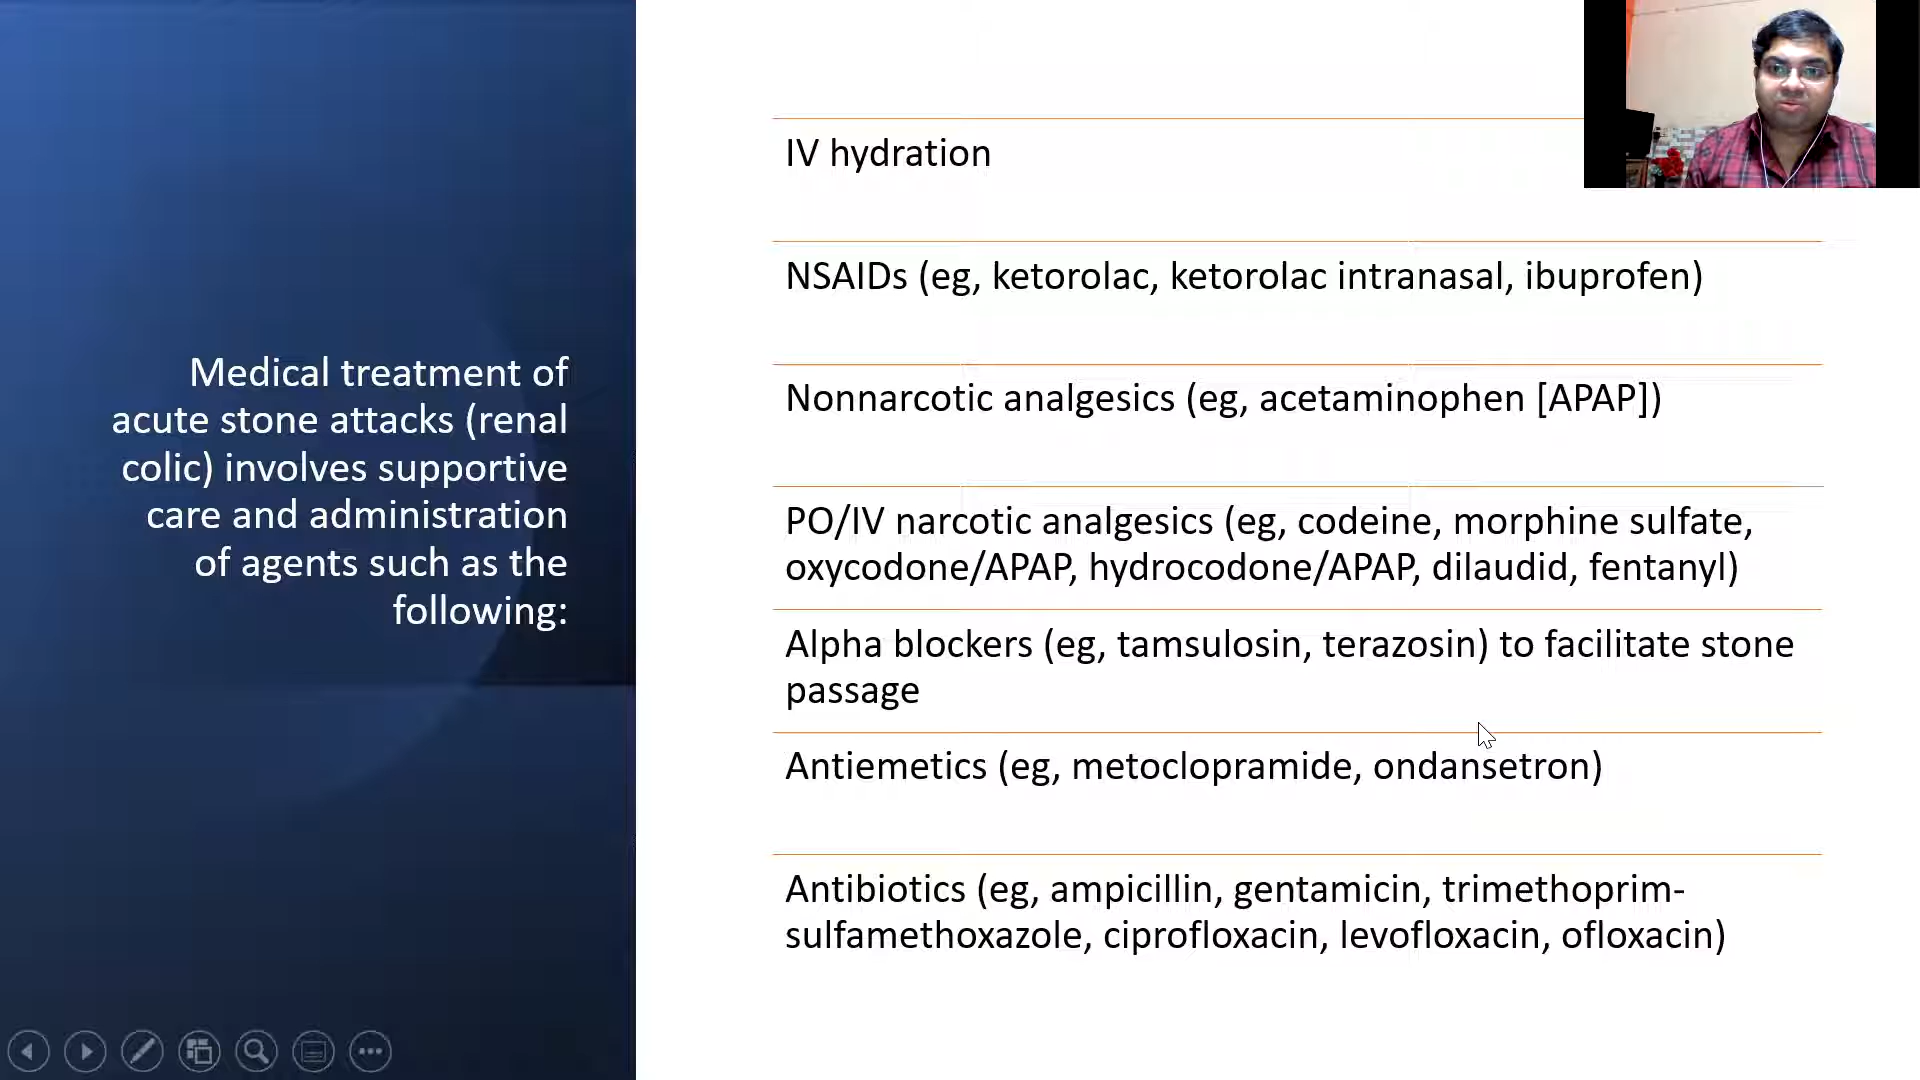 Medical treatment of
acute stone attacks (renal
colic) involves supportive
care and administration
of agents such as the
following:
IV hydration
NSAIDs (eg, ketorolac, ketorolac intranasal, ibuprofen)
Nonnarcotic analgesics (eg, acetaminophen [APAP])
PO/IV narcotic analgesics (eg, codeine, morphine sulfate,
oxycodone/APAP, hydrocodone/APAP, dilaudid, fentanyl)
Alpha blockers (eg, tamsulosin, terazosin) to facilitate stone
passage
Antiemetics (eg, metoclopramide, ondansetron)
Antibiotics (eg, ampicillin, gentamicin, trimethoprim-
sulfamethoxazole, ciprofloxacin, levofloxacin, ofloxacin)